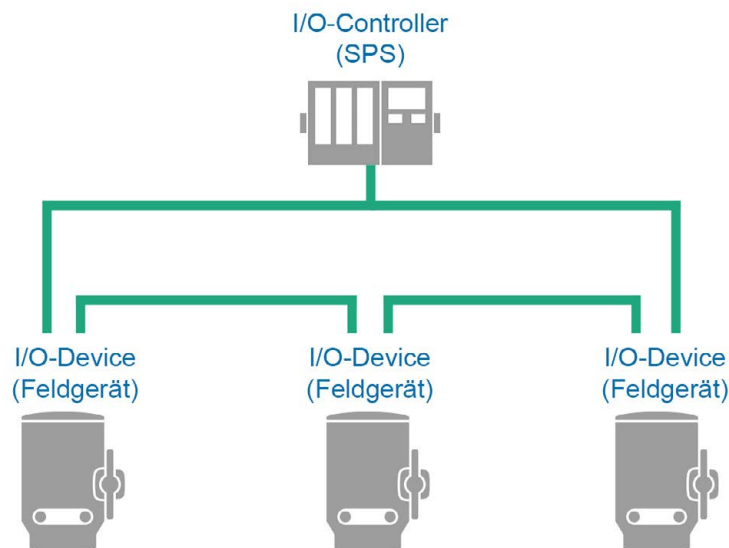 I/O-Controller
(SPS)
I/O-Device
(Feldgerät)
I/O-Device
(Feldgerät)
I/O-Device
(Feldgerät)